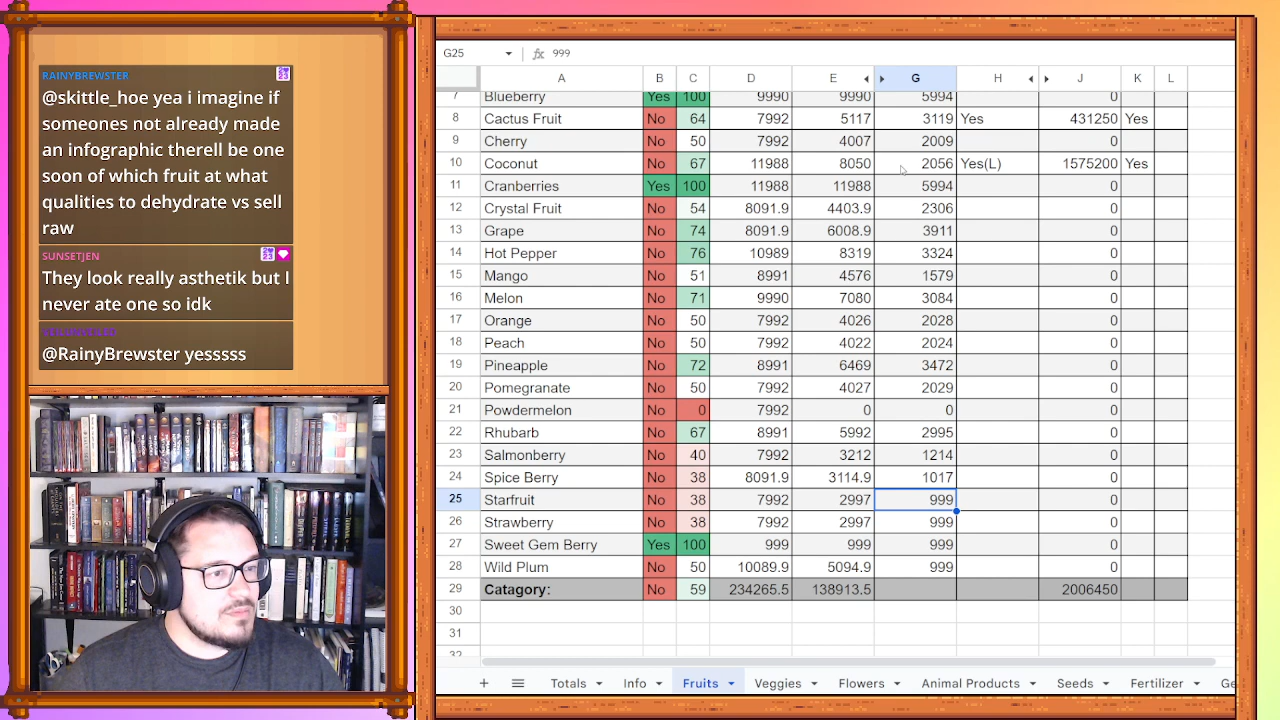 RAINYBREWSTER
@skittle_hoe yea i imagine if
someones not already made
an infographic therell be one
soon of which fruit at what
qualities to dehydrate vs sell
raw
SUNSETJEN
They look really asthetik but I
never ate one so idk
@RainyBrewster yesssss
G25 fx 999
A B C D E G H J K L
7 Blueberry Yes 100 9990 9990 5994 0
8 Cactus Fruit No 64 7992 5117 3119 Yes 431250 Yes
9 Cherry No 50 7992 4007 2009 0
10 Coconut No 67 11988 8050 2056 Yes(L) 1575200 Yes
11 Cranberries Yes 100 11988 11988 5994 0
12 Crystal Fruit No 54 8091.9 4403.9 2306 0
13 Grape No 74 8091.9 6008.9 3911 0
14 Hot Pepper No 76 10989 8319 3324 0
15 Mango No 51 8991 4576 1579 0
16 Melon No 71 9990 7080 3084 0
17 Orange No 50 7992 4026 2028 0
18 Peach No 50 7992 4022 2024 0
19 Pineapple No 72 8991 6469 3472 0
20 Pomegranate No 50 7992 4027 2029 0
21 Powdermelon No 0 7992 0 0 0
22 Rhubarb No 67 8991 5992 2995 0
23 Salmonberry No 40 7992 3212 1214 0
24 Spice Berry No 38 8091.9 3114.9 1017 0
25 Starfruit No 38 7992 2997 999 0
26 Strawberry No 38 7992 2997 999 0
27 Sweet Gem Berry Yes 100 999 999 999 0
28 Wild Plum No 50 10089.9 5094.9 999 0
29 Catagory: No 59 234265.5 138913.5 2006450
30
31
32
+ Totals Info Fruits Veggies Flowers Animal Products Seeds Fertilizer Ge